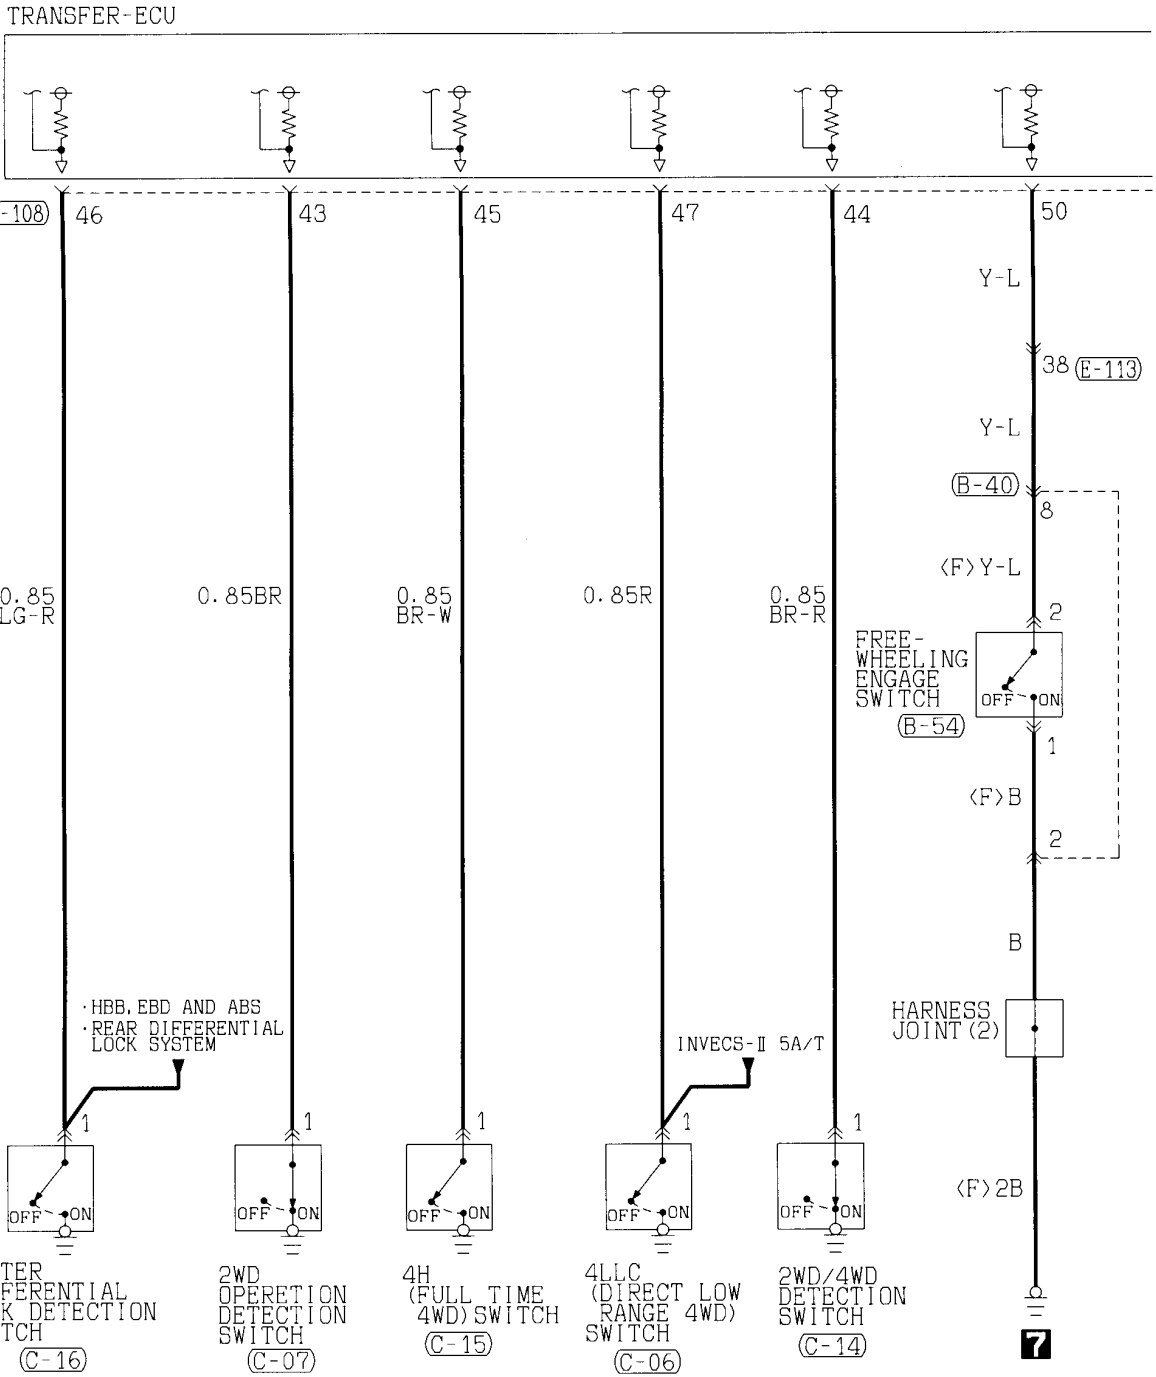 TRANSFER-ECU
-108) 46
43
45
47
44
50
Y-L
38 (E-113)
Y-L
(B-40)
8
<F>Y-L
0.85
LG-R
0.85BR
0.85
BR-W
0.85R
0.85
BR-R
2
FREE-
WHEELING
ENGAGE
SWITCH
(B-54)
OFF ON
1
<F>B
2
B
HARNESS
JOINT(2)
·HBB,EBD AND ABS
·REAR DIFFERENTIAL
LOCK SYSTEM
INVECS-Ⅱ 5A/T
1
1
1
1
1
OFF ON
OFF ON
OFF ON
OFF ON
OFF ON
<F>2B
TER
FERENTIAL
K DETECTION
TCH
(C-16)
2WD
OPERETION
DETECTION
SWITCH
(C-07)
4H
(FULL TIME
4WD)SWITCH
(C-15)
4LLC
(DIRECT LOW
RANGE 4WD)
SWITCH
(C-06)
2WD/4WD
DETECTION
SWITCH
(C-14)
7